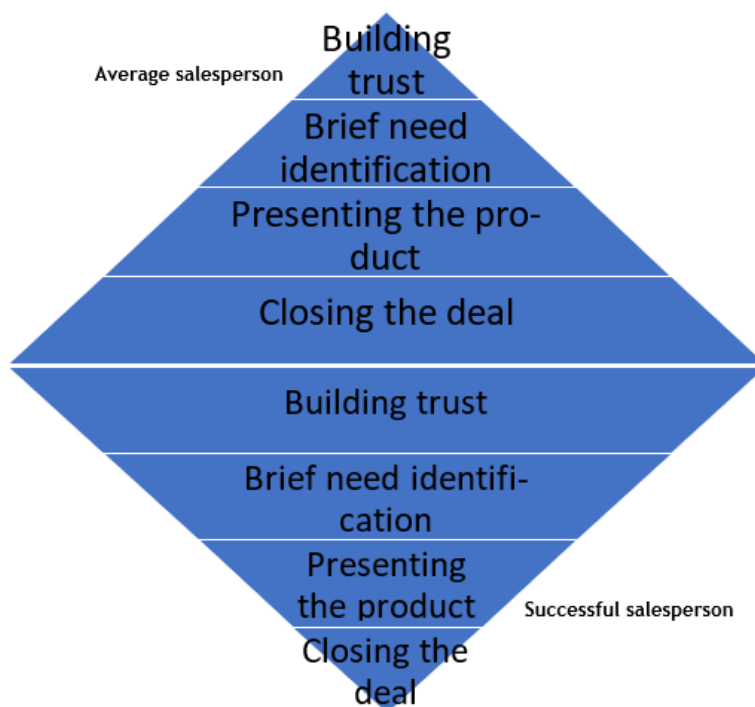 Building
trust
Average salesperson
Brief need
identification
Presenting the pro-
duct
Closing the deal
Building trust
Brief need identifi-
cation
Presenting
the product
Successful salesperson
Closing the
deal